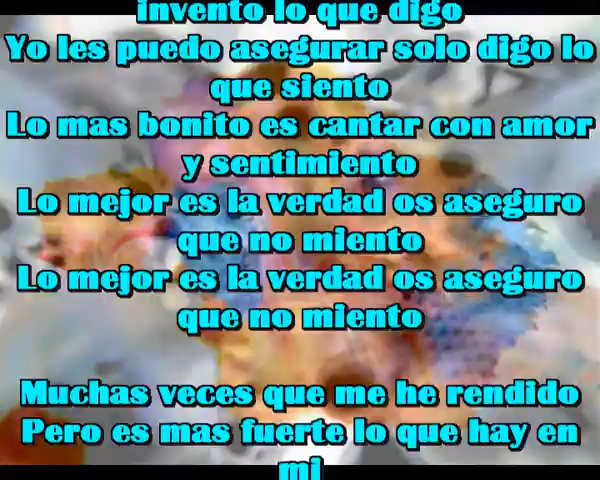 invento lo que digo
Yo les puedo asegurar solo digo lo
que siento
Lo mas bonito es cantar con amor
y sentimiento
Lo mejor es la verdad os aseguro
que no miento
Lo mejor es la verdad os aseguro
que no miento
Muchas veces que me he rendido
Pero es mas fuerte lo que hay en
mi